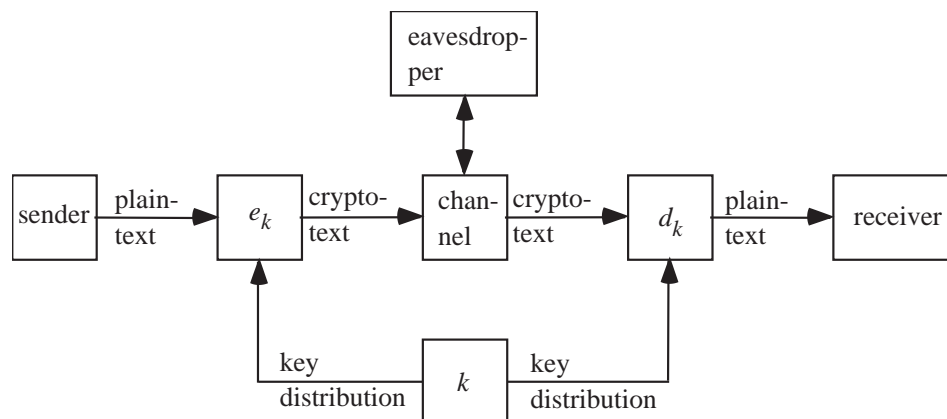 eavesdrop-
per
sender
plain-
text
e_k
crypto-
text
chan-
nel
crypto-
text
d_k
plain-
text
receiver
key
distribution
k
key
distribution